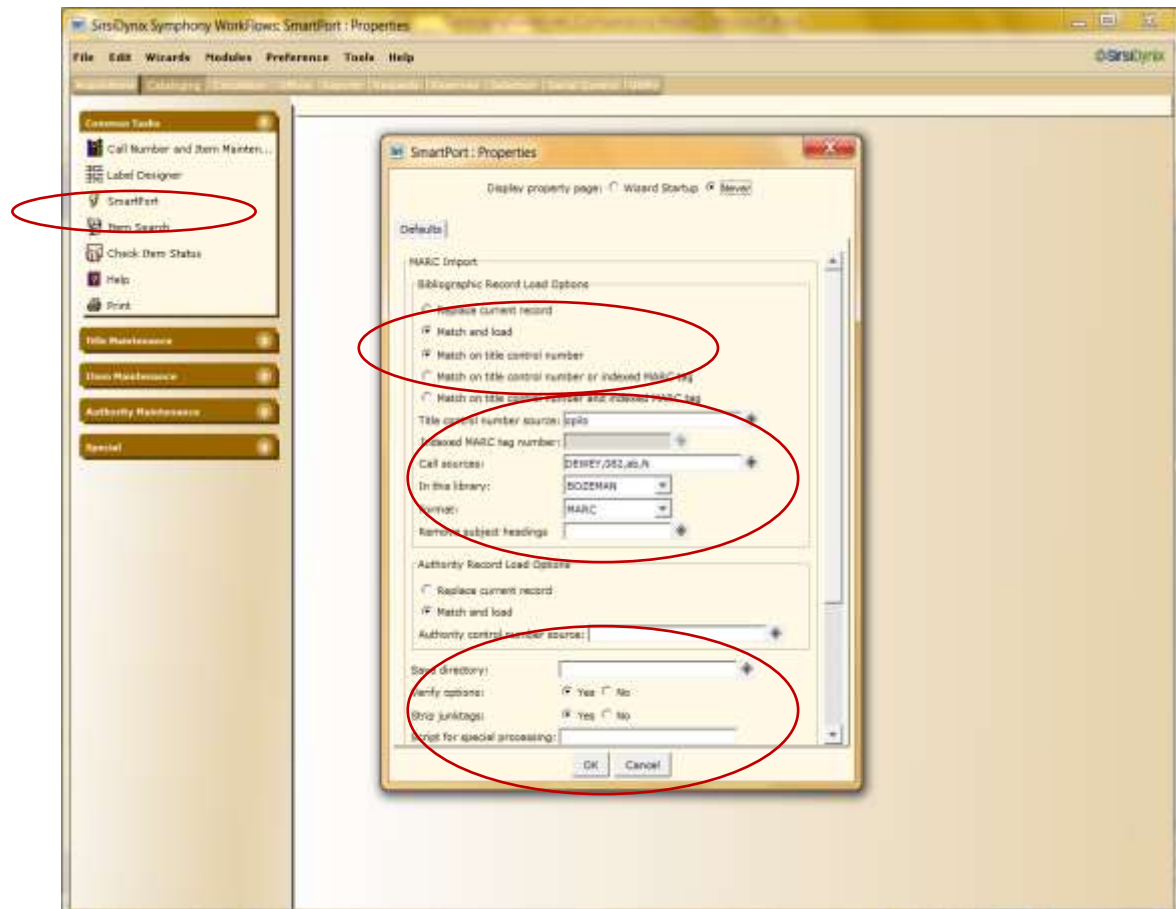 SirsiDynix Symphony WorkFlows: SmartPort : Properties
File Edit Wizards Modules Preference Tools Help
SirsiDynix
Cataloging
Common Tasks
Call Number and Item Mainten...
Label Designer
SmartPort
Item Search
Check Item Status
Help
Print
Title Maintenance
Item Maintenance
Authority Maintenance
Special
SmartPort : Properties
Display property page: Wizard Startup Never
Defaults
MARC Import
Bibliographic Record Load Options
Replace current record
Match and load
Match on title control number
Match on title control number or indexed MARC tag
Match on title control number and indexed MARC tag
Title control number source:
Indexed MARC tag number:
Call sources: DEWEY,082,ab,N
In this library: BOZEMAN
Format: MARC
Remove subject headings
Authority Record Load Options
Replace current record
Match and load
Authority control number source:
Save directory:
Verify options: Yes No
Strip junktags: Yes No
Script for special processing:
OK Cancel